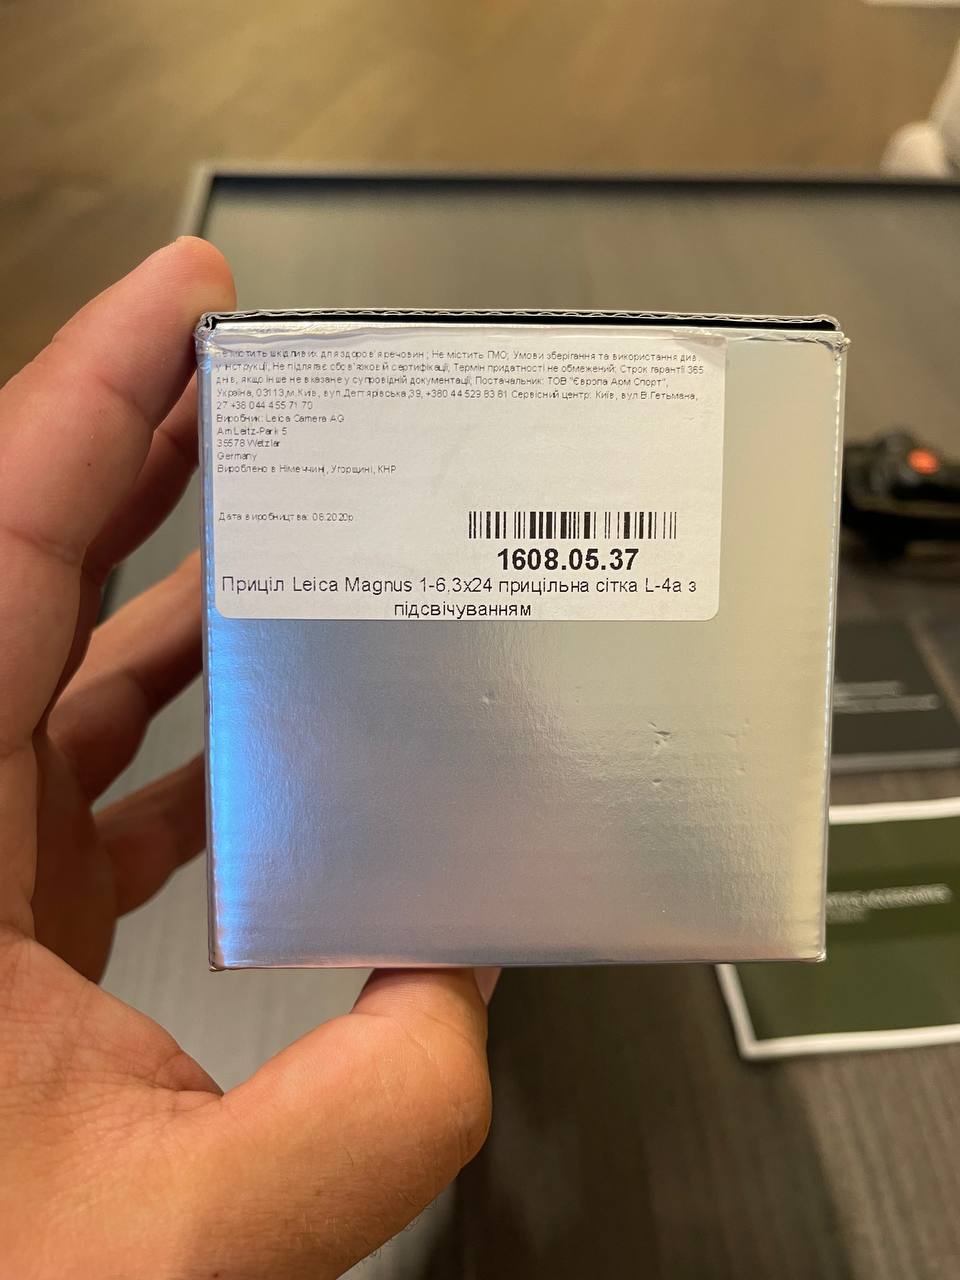 Не містить шкідливих для здоров'я речовин; Не містить ГМО; Умови зберігання та використання див.
у інструкції; Не підлягає обов'язковій сертифікації; Термін придатності не обмежений; Строк гарантії 365
днів, якщо інше не вказане у супровідній документації; Постачальник: ТОВ "Європа Арм Спорт",
Україна, 03113,м.Київ, вул.Дегтярівська,39, +380 44 529 83 81 Сервісний центр: Київ, вул.В.Гетьмана,
27 +38 044 455 71 70
Виробник: Leica Camera AG
Am Leitz-Park 5
35578 Wetzlar
Germany
Вироблено в Німеччині, Угорщині, КНР
Дата виробництва: 08.2020р.
1608.05.37
Приціл Leica Magnus 1-6,3x24 прицільна сітка L-4a з
підсвічуванням